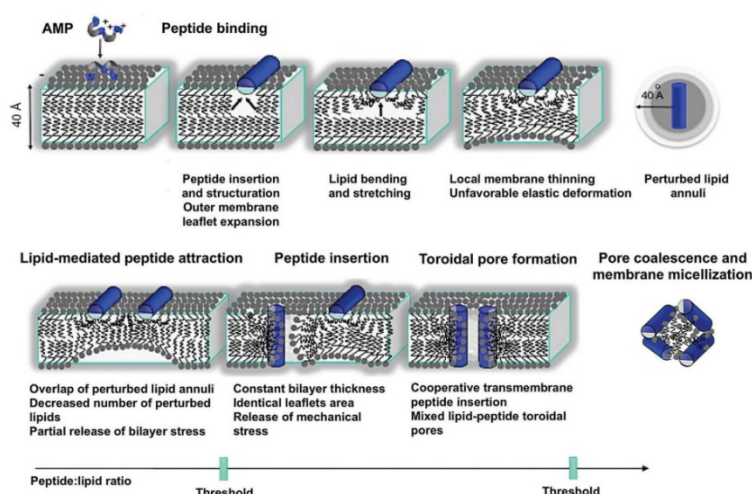 AMP
Peptide binding
+ + + +
-
40 Å
40 Å
Peptide insertion
and structuration
Outer membrane
leaflet expansion
Lipid bending
and stretching
Local membrane thinning
Unfavorable elastic deformation
Perturbed lipid
annuli
Lipid-mediated peptide attraction
Peptide insertion
Toroidal pore formation
Pore coalescence and
membrane micellization
Overlap of perturbed lipid annuli
Decreased number of perturbed
lipids
Partial release of bilayer stress
Constant bilayer thickness
Identical leaflets area
Release of mechanical
stress
Cooperative transmembrane
peptide insertion
Mixed lipid-peptide toroidal
pores
Peptide:lipid ratio
Threshold
Threshold